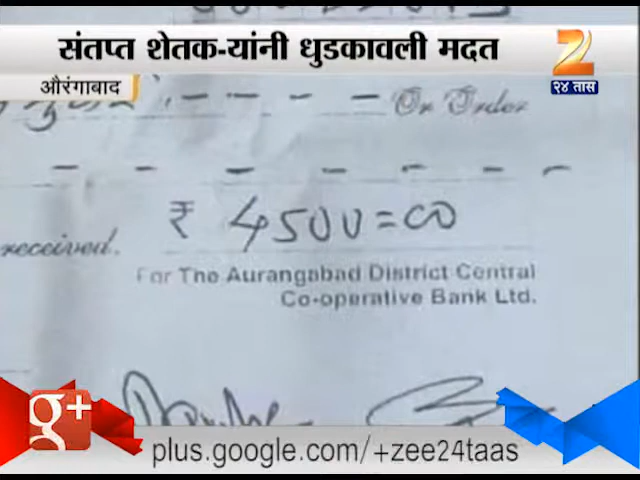 संतप्त शेतक-यांनी धुडकावली मदत
२४ तास
औरंगाबाद
Or Order
₹ 4500=00
received.
For The Aurangabad District Central
Co-operative Bank Ltd.
g+
plus.google.com/+zee24taas